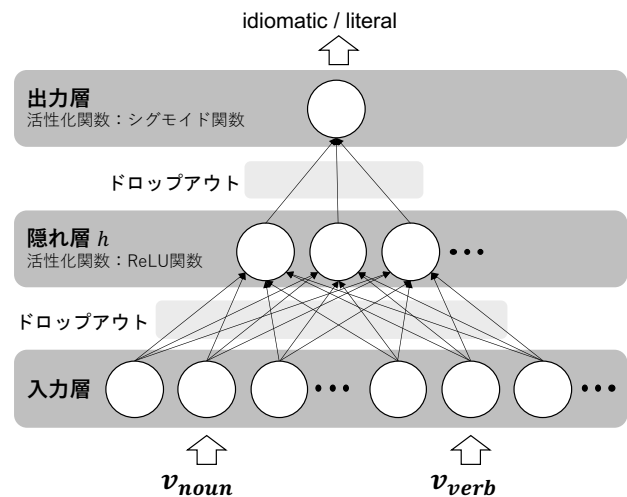 idiomatic / literal
出力層
活性化関数：シグモイド関数
ドロップアウト
隠れ層 h
活性化関数：ReLU関数
ドロップアウト
入力層
v_noun
v_verb